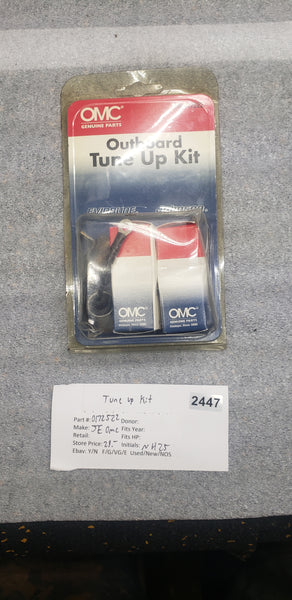 OMC
GENUINE PARTS
Outboard
Tune Up Kit
EVINRUDE
OMC OMC
GENUINE PARTS GENUINE PARTS
Tune up Kit
2447
Part #: 0172522 Donor:
Make: JE OMC Fits Year:
Retail: Fits HP:
Store Price: 28.- Initials: NH25
Ebay: Y/N F/G/VG/E Used/New/NOS